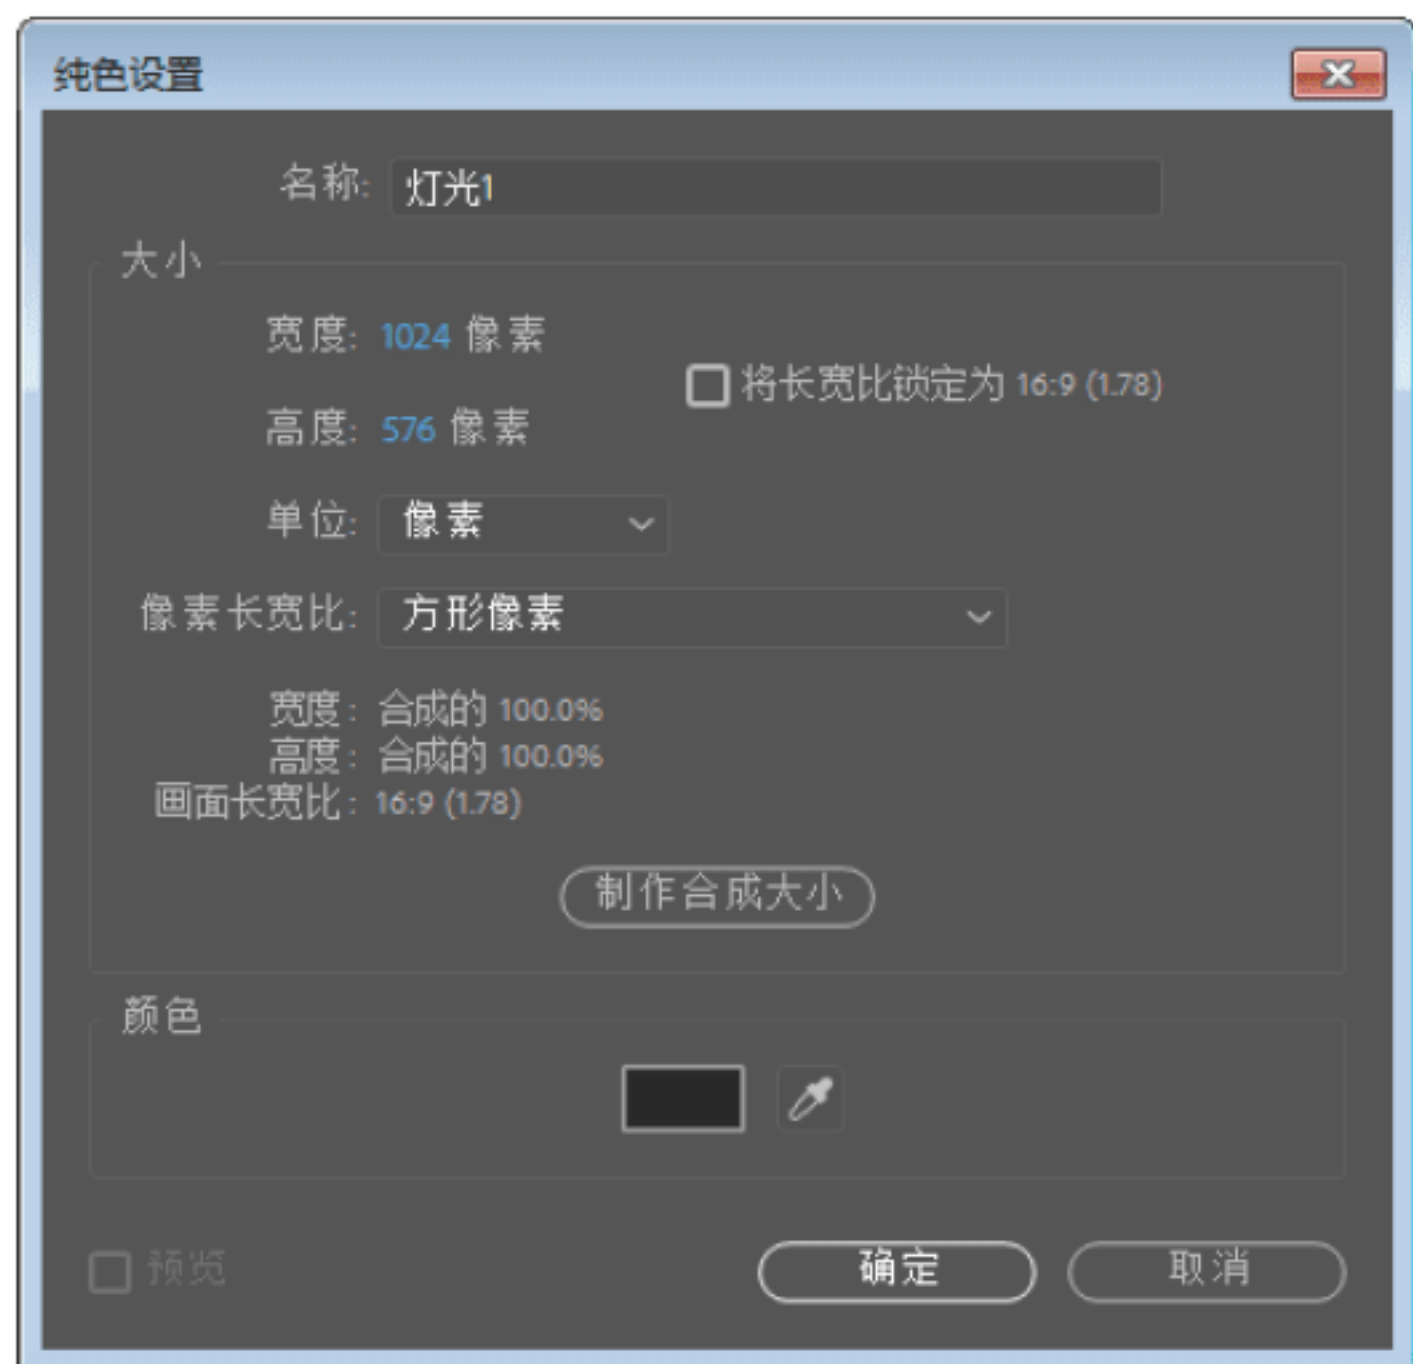 纯色设置
名称: 灯光1
大小
宽度: 1024 像素
将长宽比锁定为 16:9 (1.78)
高度: 576 像素
单位: 像素
像素长宽比: 方形像素
宽度: 合成的 100.0%
高度: 合成的 100.0%
画面长宽比: 16:9 (1.78)
制作合成大小
颜色
预览 确定 取消